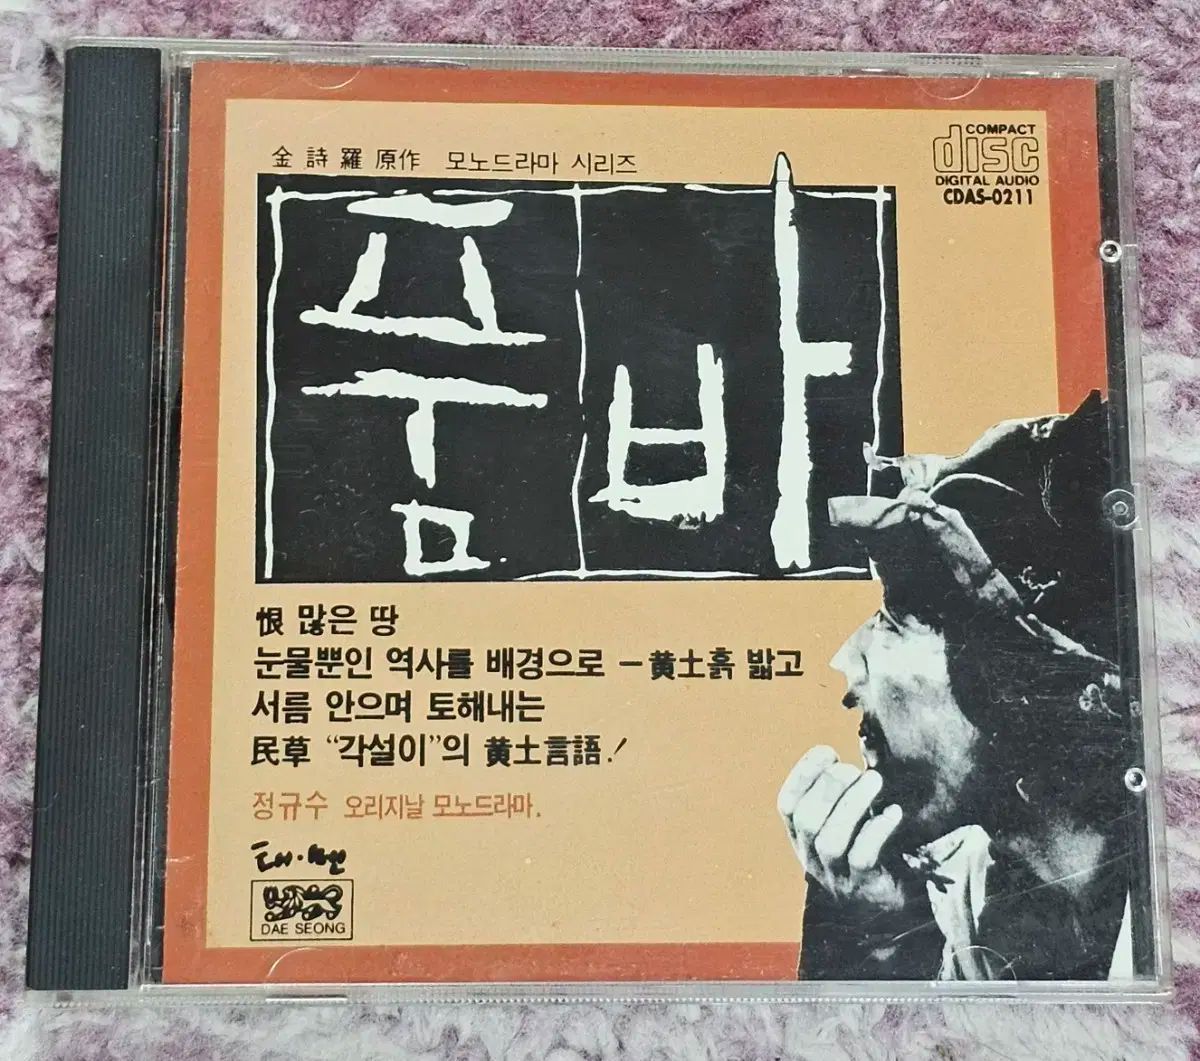 金詩羅 原作 모노드라마 시리즈
COMPACT
disc
DIGITAL AUDIO
CDAS-0211
품바
恨 많은 땅
눈물뿐인 역사를 배경으로 – 黄土흙 밟고
서름 안으며 토해내는
民草 “각설이”의 黄土言語!
정규수 오리지날 모노드라마.
DAE SEONG